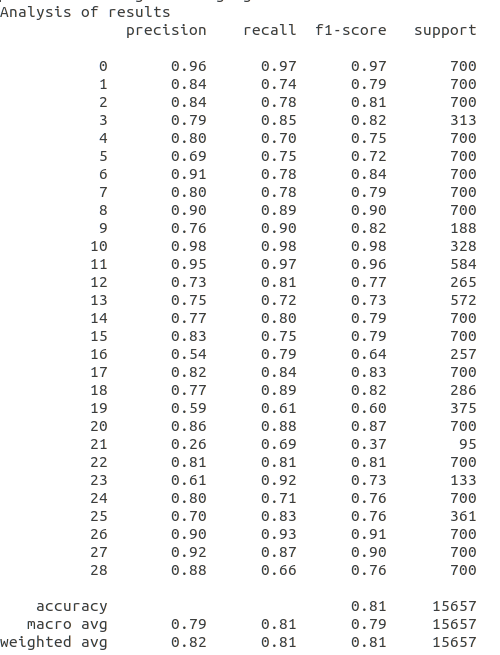 Analysis of results
precision recall f1-score support
0 0.96 0.97 0.97 700
1 0.84 0.74 0.79 700
2 0.84 0.78 0.81 700
3 0.79 0.85 0.82 313
4 0.80 0.70 0.75 700
5 0.69 0.75 0.72 700
6 0.91 0.78 0.84 700
7 0.80 0.78 0.79 700
8 0.90 0.89 0.90 700
9 0.76 0.90 0.82 188
10 0.98 0.98 0.98 328
11 0.95 0.97 0.96 584
12 0.73 0.81 0.77 265
13 0.75 0.72 0.73 572
14 0.77 0.80 0.79 700
15 0.83 0.75 0.79 700
16 0.54 0.79 0.64 257
17 0.82 0.84 0.83 700
18 0.77 0.89 0.82 286
19 0.59 0.61 0.60 375
20 0.86 0.88 0.87 700
21 0.26 0.69 0.37 95
22 0.81 0.81 0.81 700
23 0.61 0.92 0.73 133
24 0.80 0.71 0.76 700
25 0.70 0.83 0.76 361
26 0.90 0.93 0.91 700
27 0.92 0.87 0.90 700
28 0.88 0.66 0.76 700
accuracy 0.81 15657
macro avg 0.79 0.81 0.79 15657
weighted avg 0.82 0.81 0.81 15657